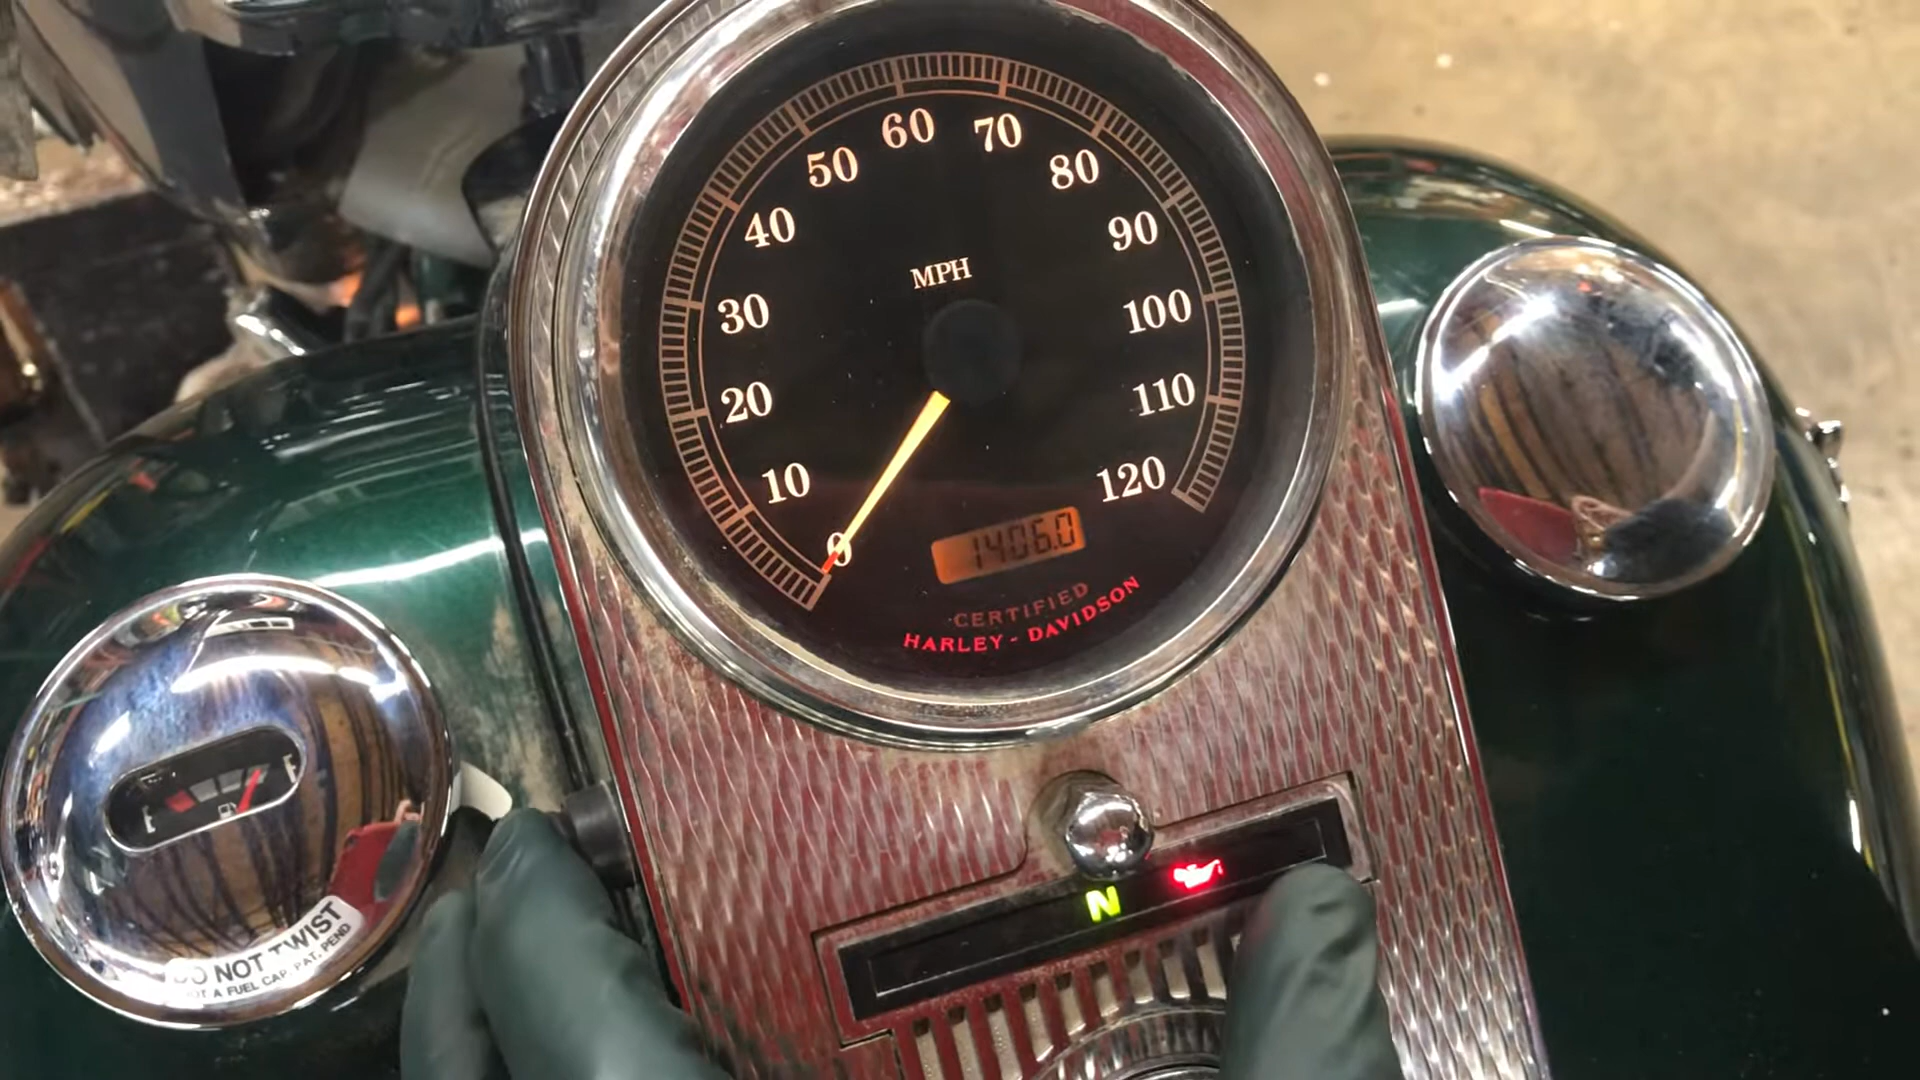 60
70
50
80
40
90
MPH
30
100
20
110
10
120
0
1406.0
CERTIFIED
HARLEY - DAVIDSON
E
F
N
DO NOT TWIST
NOT A FUEL CAP. PAT. PEND